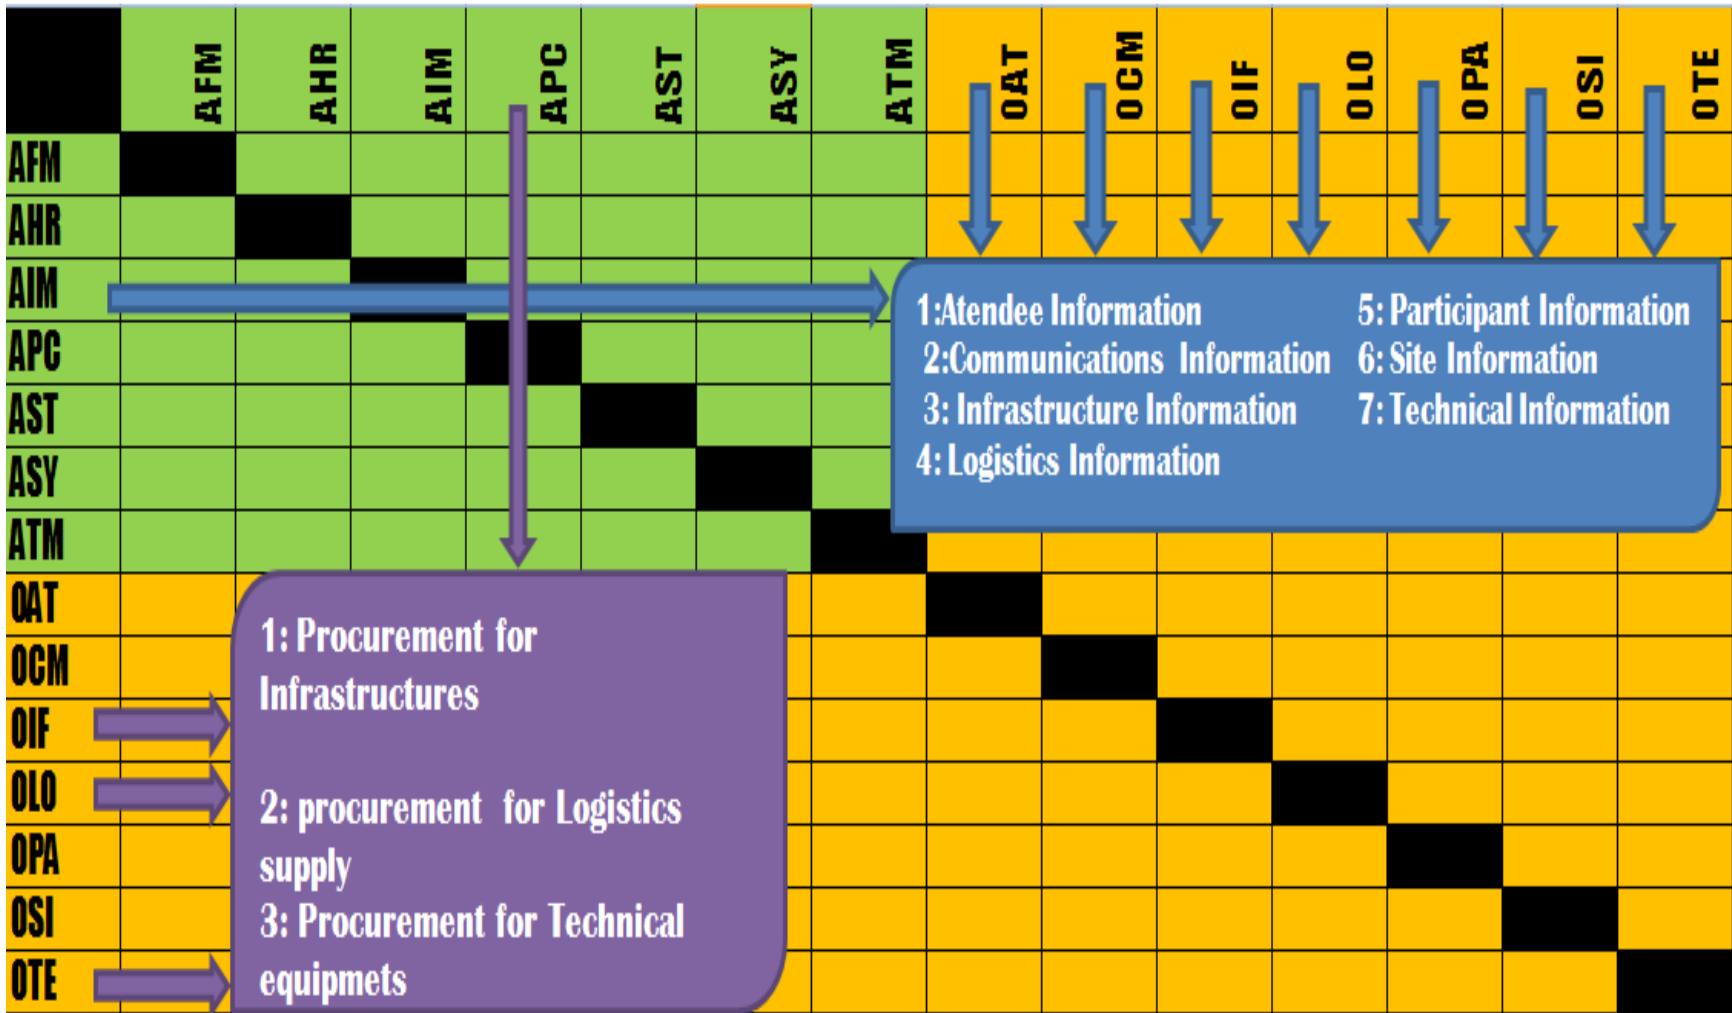 AFM AHR AIM APC AST ASY ATM OAT OCM OIF OLO OPA OSI OTE
AFM
AHR
AIM
APC
AST
ASY
ATM
OAT
OCM
OIF
OLO
OPA
OSI
OTE
1:Atendee Information
2:Communications Information
3: Infrastructure Information
4: Logistics Information
5: Participant Information
6: Site Information
7: Technical Information
1: Procurement for
Infrastructures
2: procurement for Logistics
supply
3: Procurement for Technical
equipmets